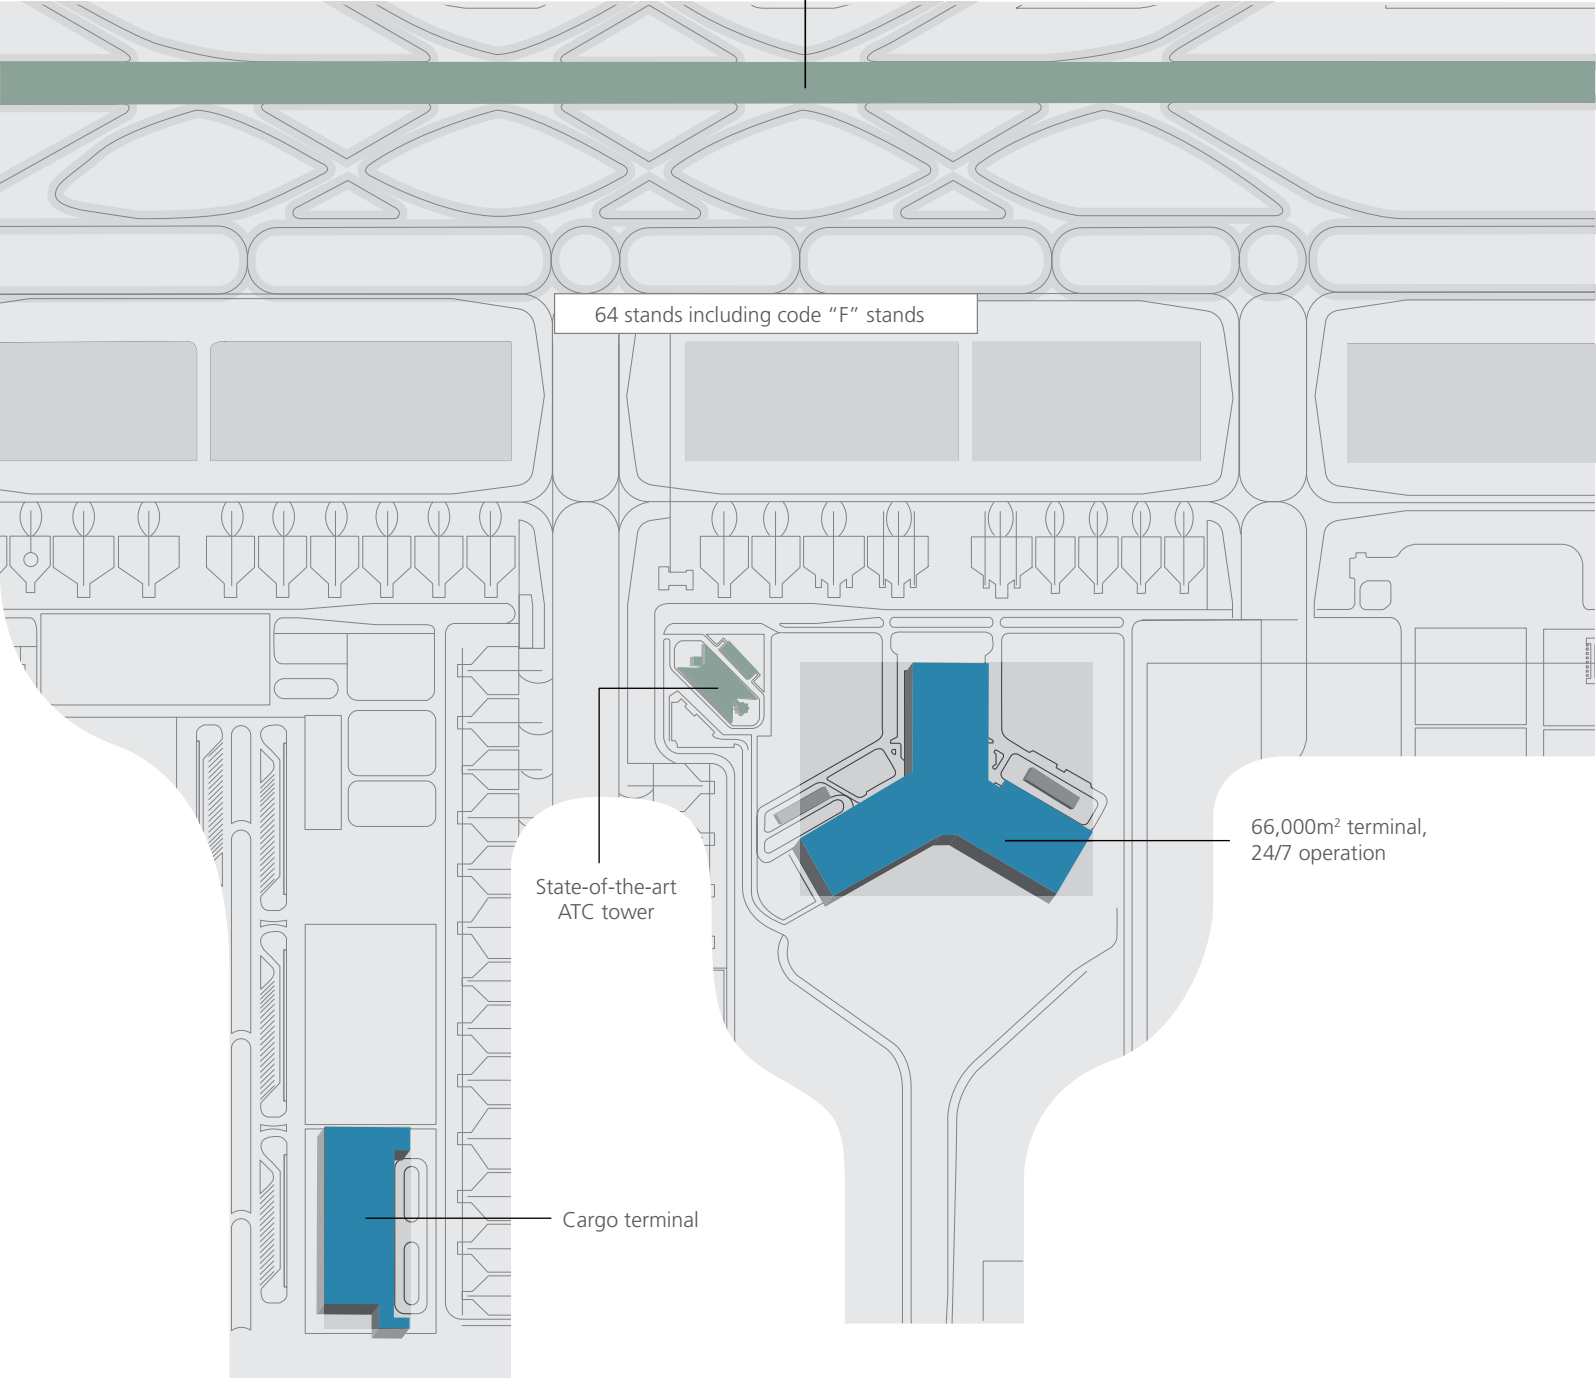 64 stands including code “F” stands
66,000m² terminal,
24/7 operation
State-of-the-art
ATC tower
Cargo terminal